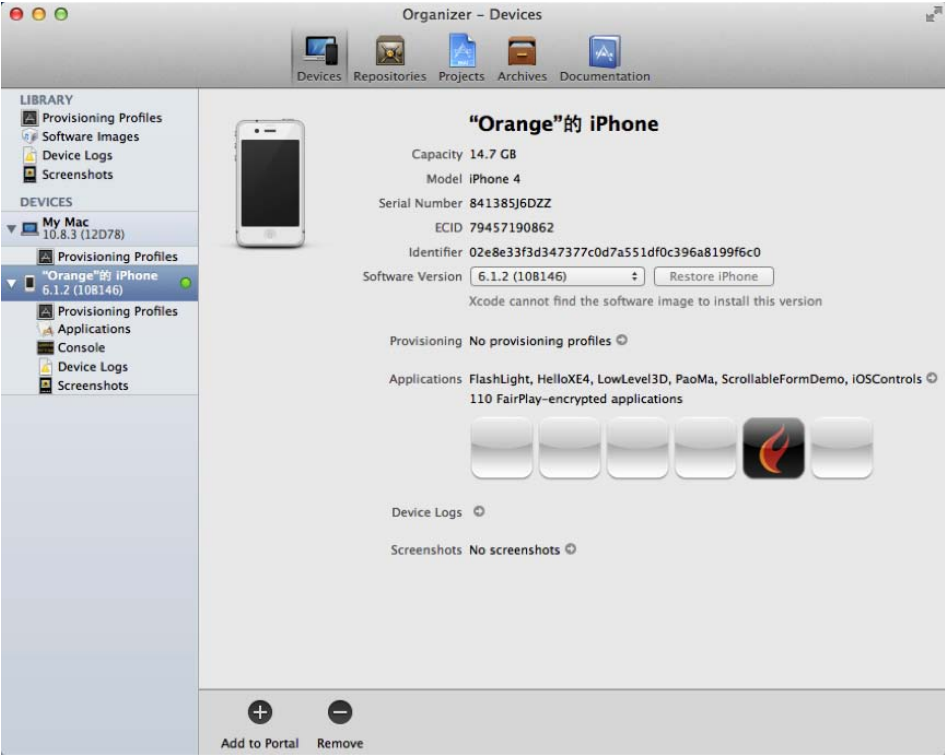 Organizer – Devices
Devices Repositories Projects Archives Documentation
LIBRARY
Provisioning Profiles
Software Images
Device Logs
Screenshots
DEVICES
My Mac
10.8.3 (12D78)
Provisioning Profiles
"Orange"的 iPhone
6.1.2 (10B146)
Provisioning Profiles
Applications
Console
Device Logs
Screenshots
“Orange”的 iPhone
Capacity 14.7 GB
Model iPhone 4
Serial Number 841385J6DZZ
ECID 79457190862
Identifier 02e8e33f3d347377c0d7a551df0c396a8199f6c0
Software Version 6.1.2 (10B146) Restore iPhone
Xcode cannot find the software image to install this version
Provisioning No provisioning profiles
Applications FlashLight, HelloXE4, LowLevel3D, PaoMa, ScrollableFormDemo, iOSControls
110 FairPlay-encrypted applications
Device Logs
Screenshots No screenshots
Add to Portal Remove